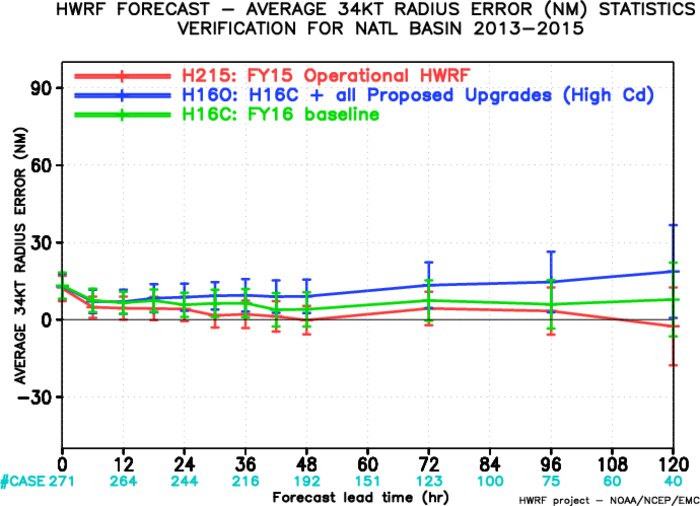 HWRF FORECAST – AVERAGE 34KT RADIUS ERROR (NM) STATISTICS
VERIFICATION FOR NATL BASIN 2013–2015
H215: FY15 Operational HWRF
H16O: H16C + all Proposed Upgrades (High Cd)
H16C: FY16 baseline
AVERAGE 34KT RADIUS ERROR (NM)
90
60
30
0
–30
0 12 24 36 48 60 72 84 96 108 120
#CASE 271 264 244 216 192 151 123 100 75 60 40
Forecast lead time (hr)
HWRF project – NOAA/NCEP/EMC